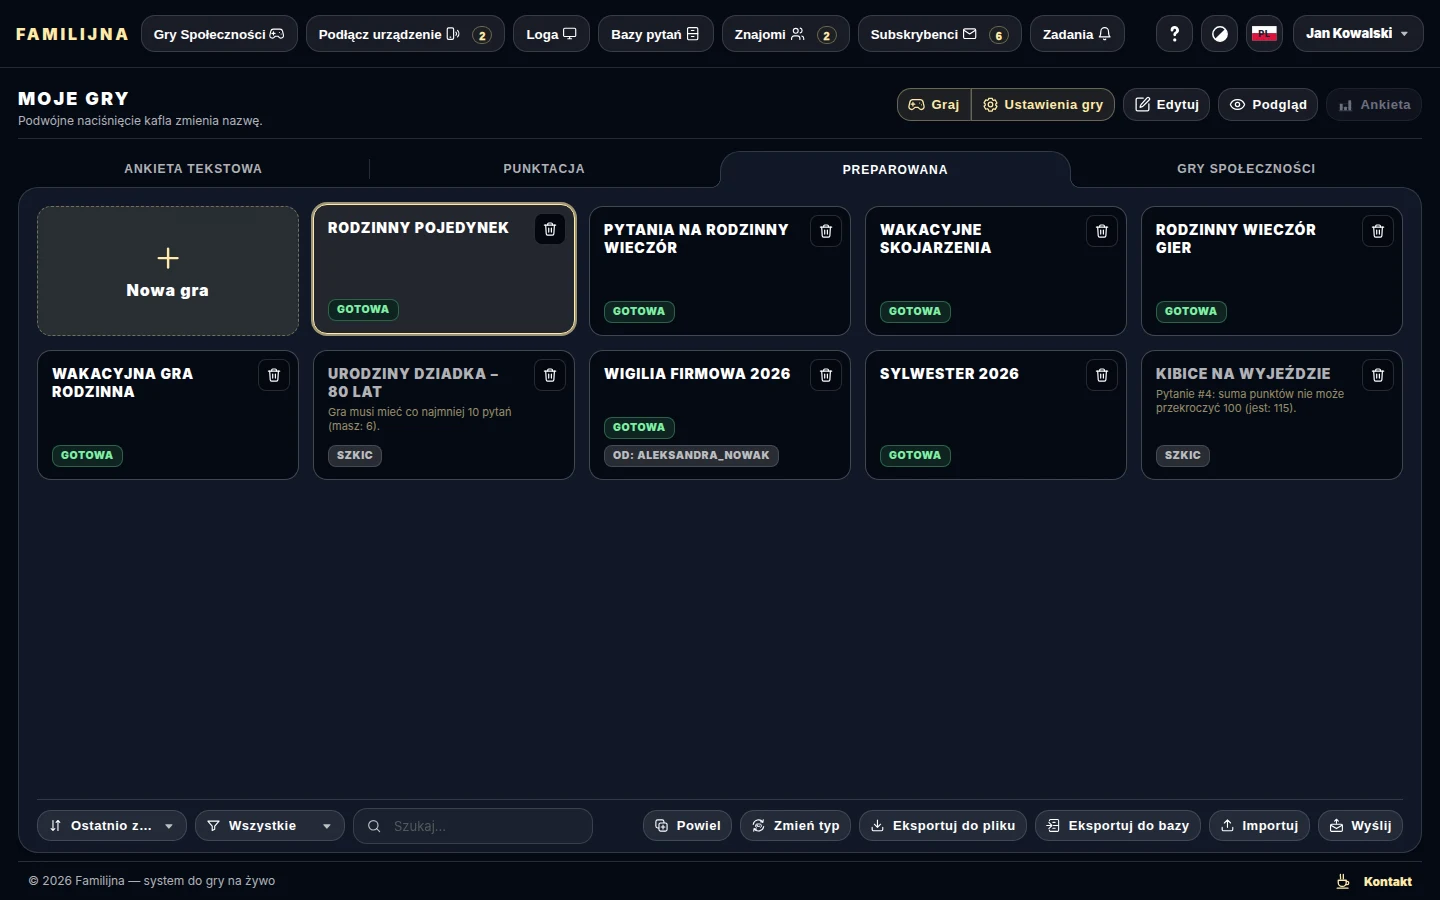 FAMILIJNA
Gry Społeczności
Podłącz urządzenie 2
Loga
Bazy pytań
Znajomi 2
Subskrybenci 6
Zadania
?
PL
Jan Kowalski
MOJE GRY
Podwójne naciśnięcie kafla zmienia nazwę.
Graj
Ustawienia gry
Edytuj
Podgląd
Ankieta
ANKIETA TEKSTOWA
PUNKTACJA
PREPAROWANA
GRY SPOŁECZNOŚCI
Nowa gra
RODZINNY POJEDYNEK
GOTOWA
PYTANIA NA RODZINNY
WIECZÓR
GOTOWA
WAKACYJNE
SKOJARZENIA
GOTOWA
RODZINNY WIECZÓR
GIER
GOTOWA
WAKACYJNA GRA
RODZINNA
GOTOWA
URODZINY DZIADKA –
80 LAT
Gra musi mieć co najmniej 10 pytań
(masz: 6).
SZKIC
WIGILIA FIRMOWA 2026
GOTOWA
OD: ALEKSANDRA_NOWAK
SYLWESTER 2026
GOTOWA
KIBICE NA WYJEŹDZIE
Pytanie #4: suma punktów nie może
przekroczyć 100 (jest: 115).
SZKIC
Ostatnio z...
Wszystkie
Szukaj...
Powiel
Zmień typ
Eksportuj do pliku
Eksportuj do bazy
Importuj
Wyślij
© 2026 Familijna — system do gry na żywo
Kontakt